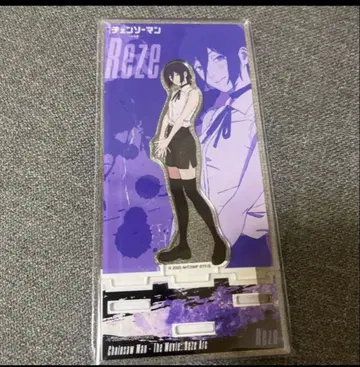 チェンソーマン
Reze
Chainsaw Man - The Movie: Reze Arc
Reze